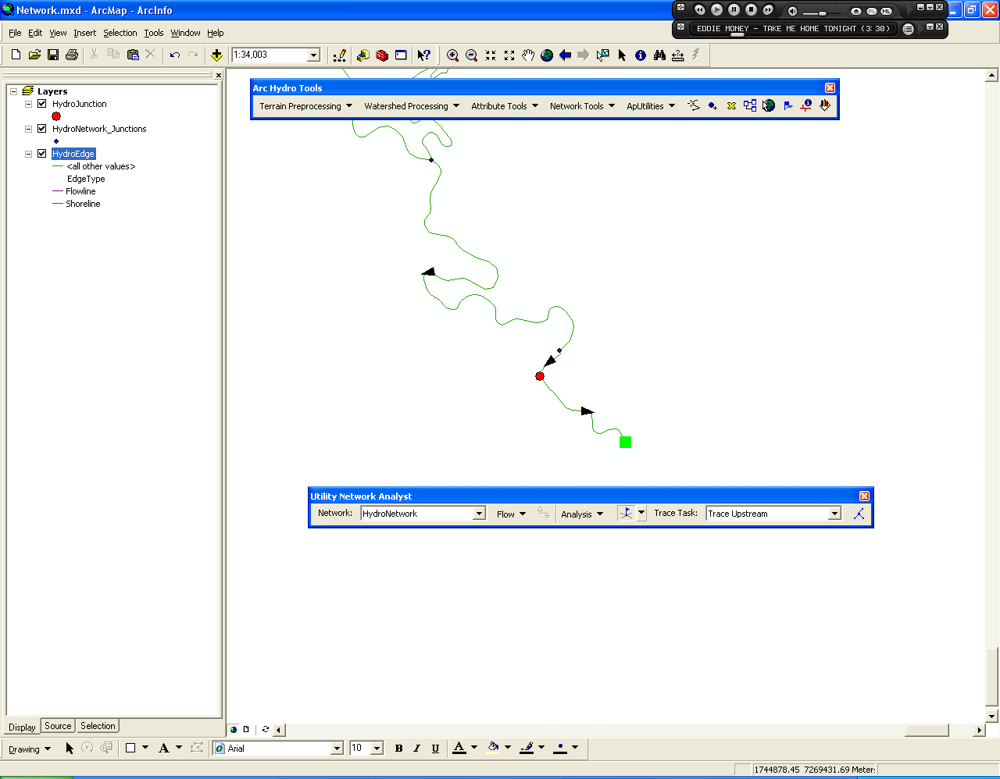 Network.mxd - ArcMap - ArcInfo
EDDIE MONEY - TAKE ME HOME TONIGHT (3:30)
PL
ML
File Edit View Insert Selection Tools Window Help
1:34,003
Layers
HydroJunction
HydroNetwork_Junctions
HydroEdge
<all other values>
EdgeType
Flowline
Shoreline
Arc Hydro Tools
Terrain Preprocessing Watershed Processing Attribute Tools Network Tools ApUtilities
Utility Network Analyst
Network: HydroNetwork Flow Analysis Trace Task: Trace Upstream
Display Source Selection
Drawing A Arial 10 B I U A
1744878.45 7269431.69 Meter: